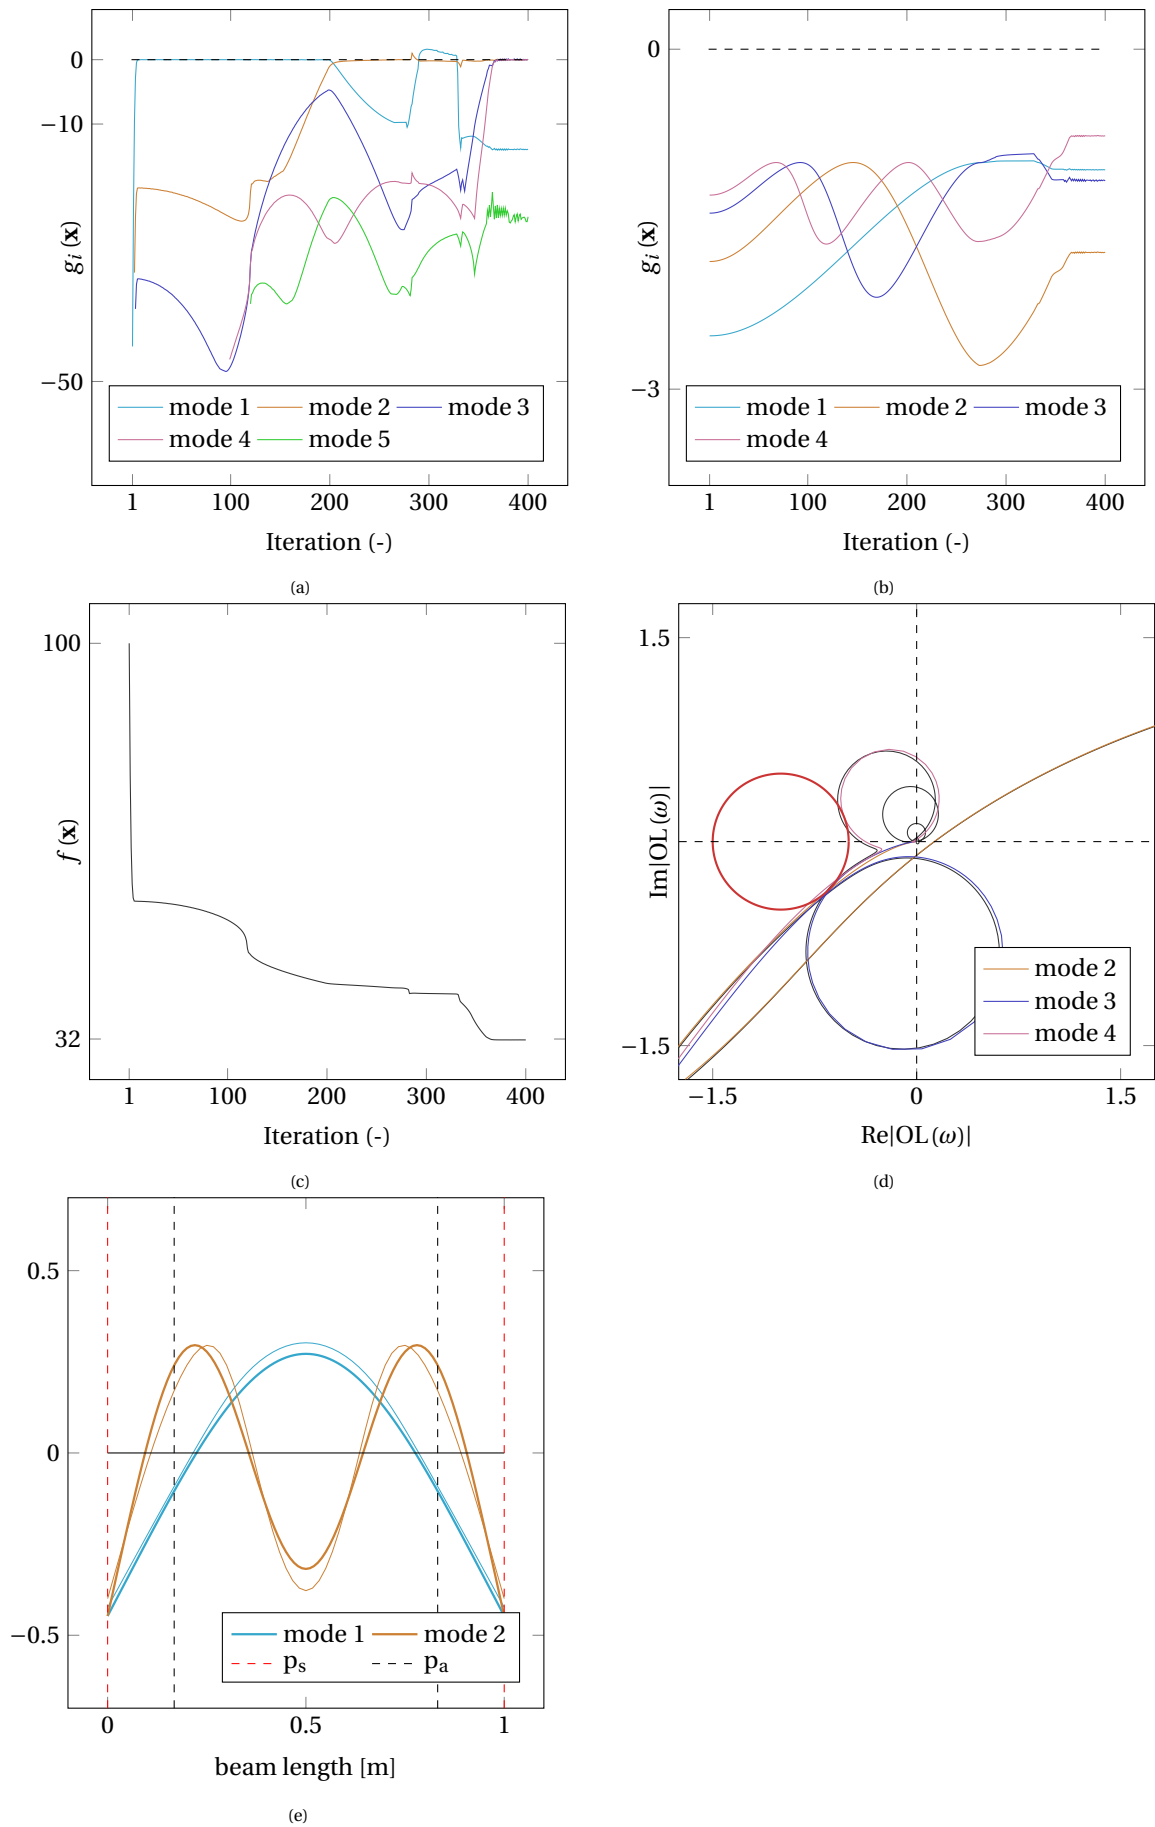 0
−10
−50
g_i (x)
mode 1 mode 2 mode 3
mode 4 mode 5
1 100 200 300 400
Iteration (-)
(a)
0
−3
g_i (x)
mode 1 mode 2 mode 3
mode 4
1 100 200 300 400
Iteration (-)
(b)
100
32
f (x)
1 100 200 300 400
Iteration (-)
(c)
1.5
0
−1.5
Im|OL(ω)|
mode 2
mode 3
mode 4
−1.5 0 1.5
Re|OL(ω)|
(d)
0.5
0
−0.5
mode 1 mode 2
p_s p_a
0 0.5 1
beam length [m]
(e)